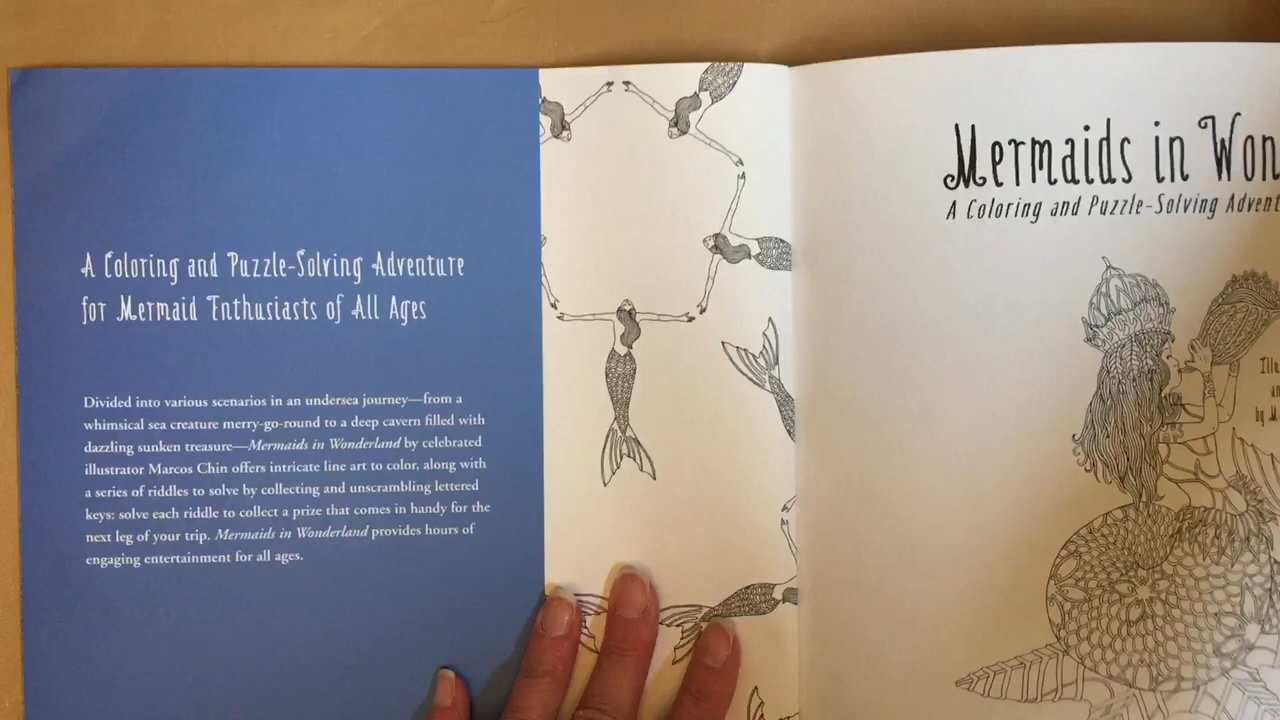 A Coloring and Puzzle-Solving Adventure
for Mermaid Enthusiasts of All Ages
Divided into various scenarios in an undersea journey—from a
whimsical sea creature merry-go-round to a deep cavern filled with
dazzling sunken treasure—Mermaids in Wonderland by celebrated
illustrator Marcos Chin offers intricate line art to color, along with
a series of riddles to solve by collecting and unscrambling lettered
keys: solve each riddle to collect a prize that comes in handy for the
next leg of your trip. Mermaids in Wonderland provides hours of
engaging entertainment for all ages.
Mermaids in Won
A Coloring and Puzzle-Solving Advent
by M